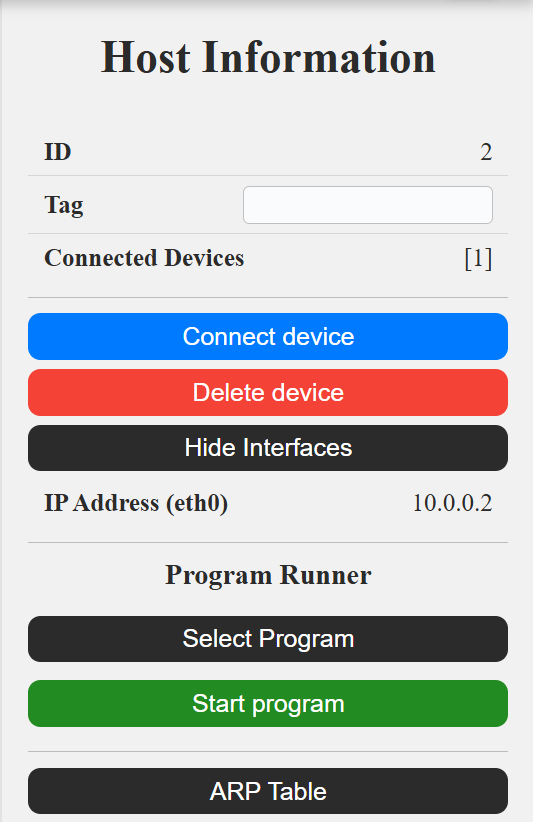 Host Information
ID 2
Tag
Connected Devices [1]
Connect device
Delete device
Hide Interfaces
IP Address (eth0) 10.0.0.2
Program Runner
Select Program
Start program
ARP Table